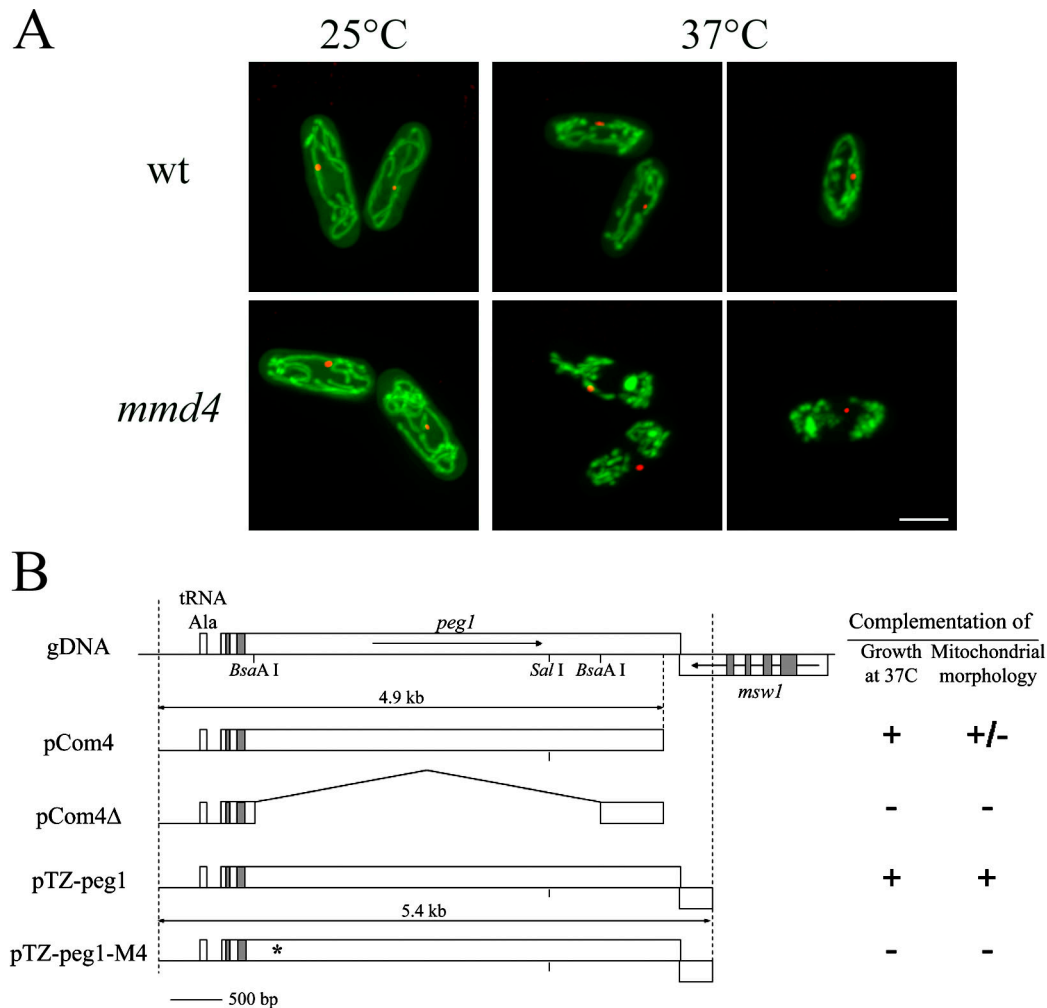 A
25°C 37°C
wt
mmd4
B
tRNA
Ala
peg1
Complementation of
gDNA
Growth Mitochondrial
at 37C morphology
BsaA I Sal I BsaA I
msw1
4.9 kb
pCom4 + +/-
pCom4Δ - -
pTZ-peg1 + +
5.4 kb
pTZ-peg1-M4 * - -
500 bp